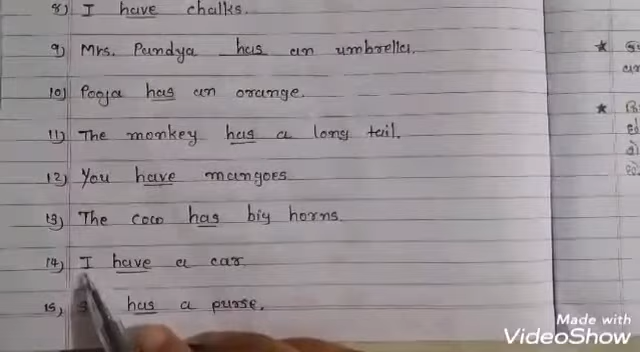 8) I have chalks.
9) Mrs. Pandya has an umbrella.
10) Pooja has an orange.
11) The monkey has a long tail.
12) You have mangoes
13) The cow has big horns.
14) I have a car
15) has a purse.
Made with
VideoShow